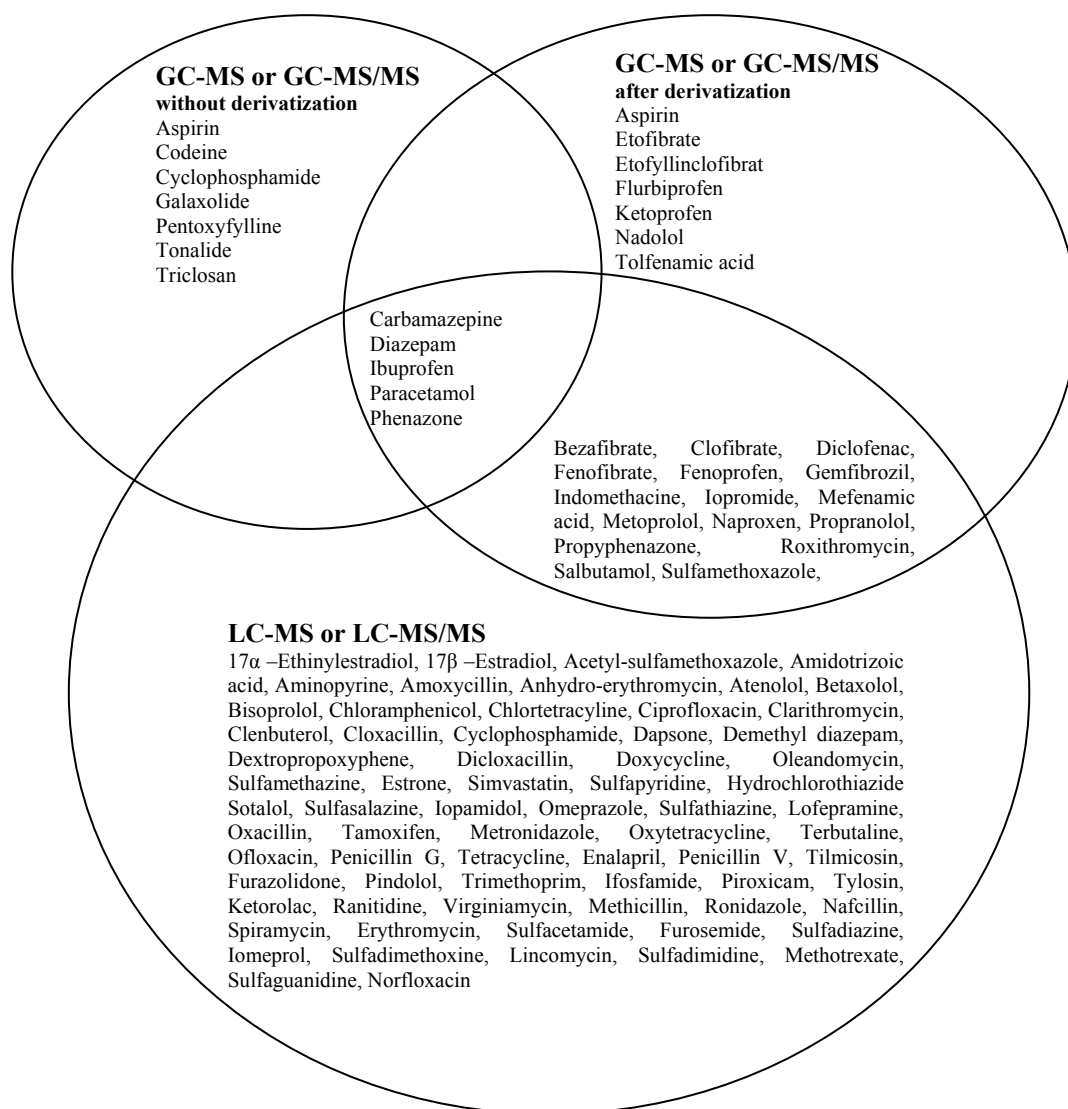 GC-MS or GC-MS/MS
without derivatization
Aspirin
Codeine
Cyclophosphamide
Galaxolide
Pentoxyfylline
Tonalide
Triclosan
GC-MS or GC-MS/MS
after derivatization
Aspirin
Etofibrate
Etofyllinclofibrat
Flurbiprofen
Ketoprofen
Nadolol
Tolfenamic acid
Carbamazepine
Diazepam
Ibuprofen
Paracetamol
Phenazone
Bezafibrate, Clofibrate, Diclofenac,
Fenofibrate, Fenoprofen, Gemfibrozil,
Indomethacine, Iopromide, Mefenamic
acid, Metoprolol, Naproxen, Propranolol,
Propyphenazone, Roxithromycin,
Salbutamol, Sulfamethoxazole,
LC-MS or LC-MS/MS
17α –Ethinylestradiol, 17β –Estradiol, Acetyl-sulfamethoxazole, Amidotrizoic
acid, Aminopyrine, Amoxycillin, Anhydro-erythromycin, Atenolol, Betaxolol,
Bisoprolol, Chloramphenicol, Chlortetracyline, Ciprofloxacin, Clarithromycin,
Clenbuterol, Cloxacillin, Cyclophosphamide, Dapsone, Demethyl diazepam,
Dextropropoxyphene, Dicloxacillin, Doxycycline, Oleandomycin,
Sulfamethazine, Estrone, Simvastatin, Sulfapyridine, Hydrochlorothiazide
Sotalol, Sulfasalazine, Iopamidol, Omeprazole, Sulfathiazine, Lofepramine,
Oxacillin, Tamoxifen, Metronidazole, Oxytetracycline, Terbutaline,
Ofloxacin, Penicillin G, Tetracycline, Enalapril, Penicillin V, Tilmicosin,
Furazolidone, Pindolol, Trimethoprim, Ifosfamide, Piroxicam, Tylosin,
Ketorolac, Ranitidine, Virginiamycin, Methicillin, Ronidazole, Nafcillin,
Spiramycin, Erythromycin, Sulfacetamide, Furosemide, Sulfadiazine,
Iomeprol, Sulfadimethoxine, Lincomycin, Sulfadimidine, Methotrexate,
Sulfaguanidine, Norfloxacin